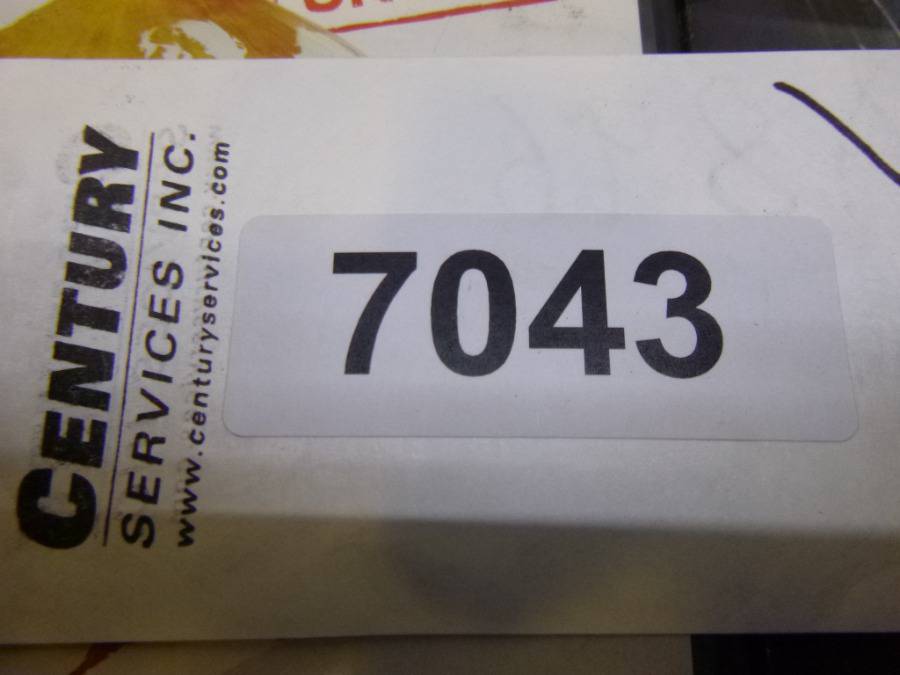 CENTURY
SERVICES INC.
www.centuryservices.com
7043